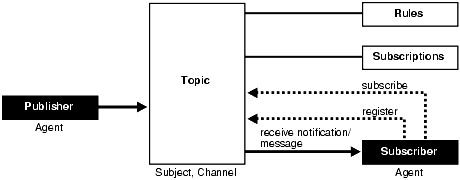 Rules
Subscriptions
Topic
subscribe
Publisher
register
Agent
receive notification/
message
Subscriber
Subject, Channel
Agent